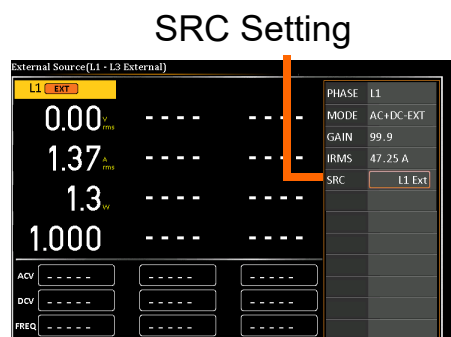 SRC Setting
External Source(L1 - L3 External)
L1 EXT
PHASE L1
0.00 V rms - - - - - - - -
MODE AC+DC-EXT
GAIN 99.9
1.37 A rms - - - - - - - -
IRMS 47.25 A
SRC L1 Ext
1.3 W - - - - - - - -
1.000 - - - - - - - -
ACV - - - - - - - - - - - - - - -
DCV - - - - - - - - - - - - - - -
FREQ - - - - - - - - - - - - - - -